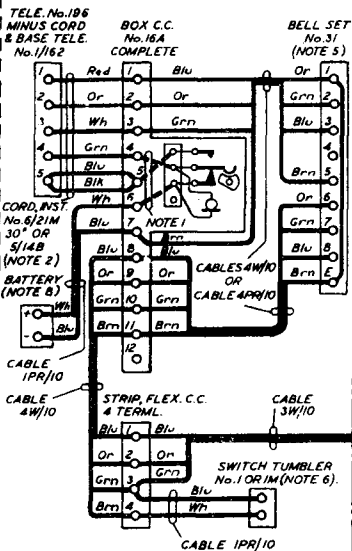 TELE. No.196
MINUS CORD
& BASE TELE.
No.1/162
BOX C.C.
No.16A
COMPLETE
BELL SET
No.31
(NOTE 5)
1 Red 1 Blu Or 1
2 Or 2 Or Grn 2
3 Wh 3 Grn Blu 3
4 Grn 4 4
Blu
5 Blk 5 Brn 5
Wh 6 Or 6
Blu 7 NOTE 1 Grn 7
Blu 8 Blu 8
Or 9 Or Brn E
Grn 10 Grn
Brn 11 Brn
12
CORD, INST.
No.6/21M
30" OR
5/14B
(NOTE 2)
BATTERY
(NOTE 8)
+ Wh
- Blu
CABLES 4W/10
OR
CABLE 4PR/10
CABLE
1PR/10
CABLE
4W/10
STRIP, FLEX. C.C.
4 TERML.
CABLE
3W/10
Blu 1 Blu
Or 2 Or
Grn 3 Grn
Brn 4
SWITCH TUMBLER
No.1 OR 1M (NOTE 6).
Blu
Wh
CABLE 1PR/10